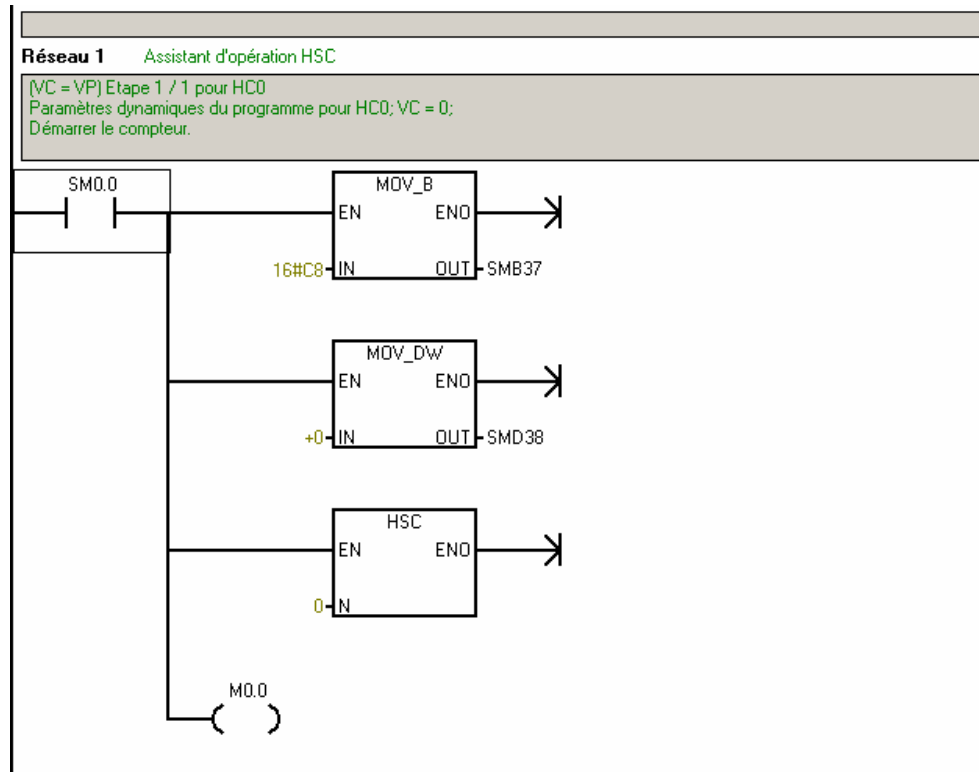 Réseau 1 Assistant d'opération HSC
(VC = VP) Etape 1 / 1 pour HC0
Paramètres dynamiques du programme pour HC0; VC = 0;
Démarrer le compteur.
SM0.0
MOV_B
EN ENO
16#C8 IN OUT SMB37
MOV_DW
EN ENO
+0 IN OUT SMD38
HSC
EN ENO
0 N
M0.0